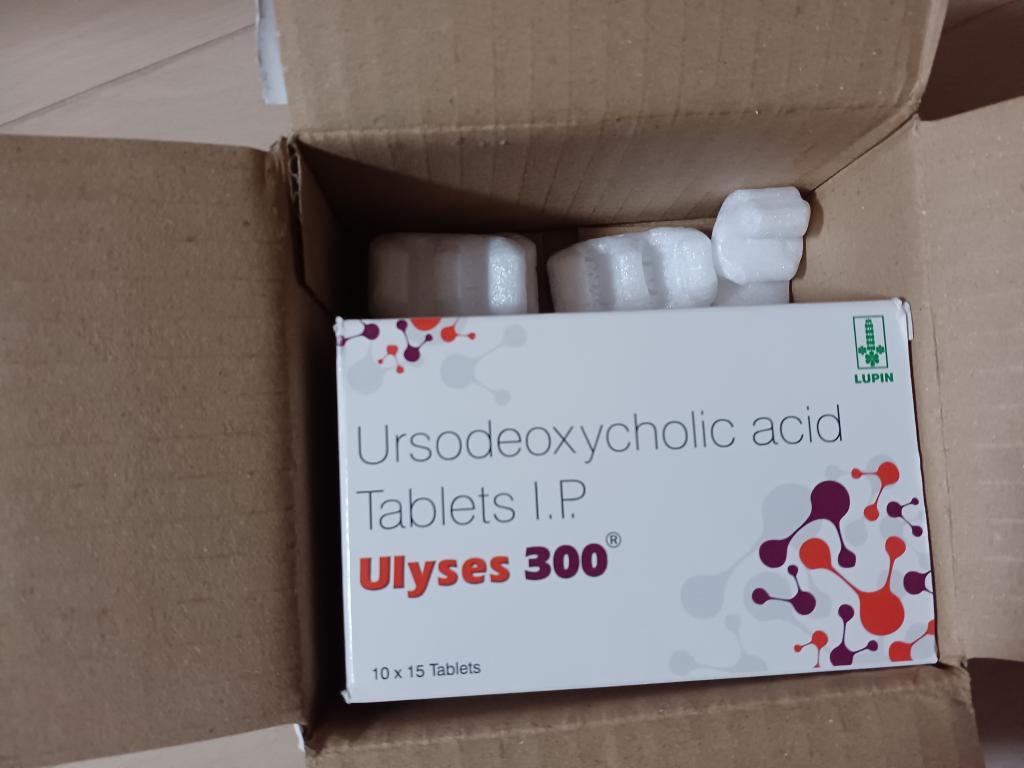 LUPIN
Ursodeoxycholic acid
Tablets I.P.
Ulyses 300®
10 x 15 Tablets